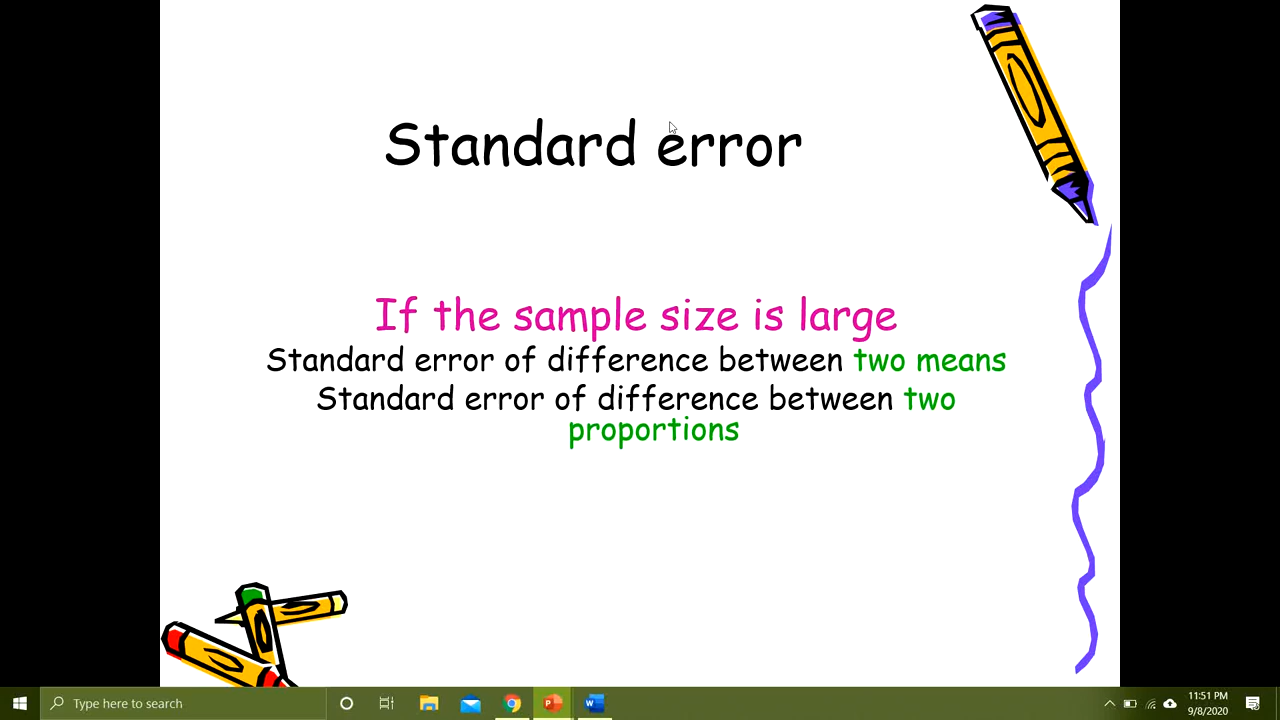 Standard error
If the sample size is large
Standard error of difference between two means
Standard error of difference between two
proportions
Type here to search
11:51 PM
9/8/2020